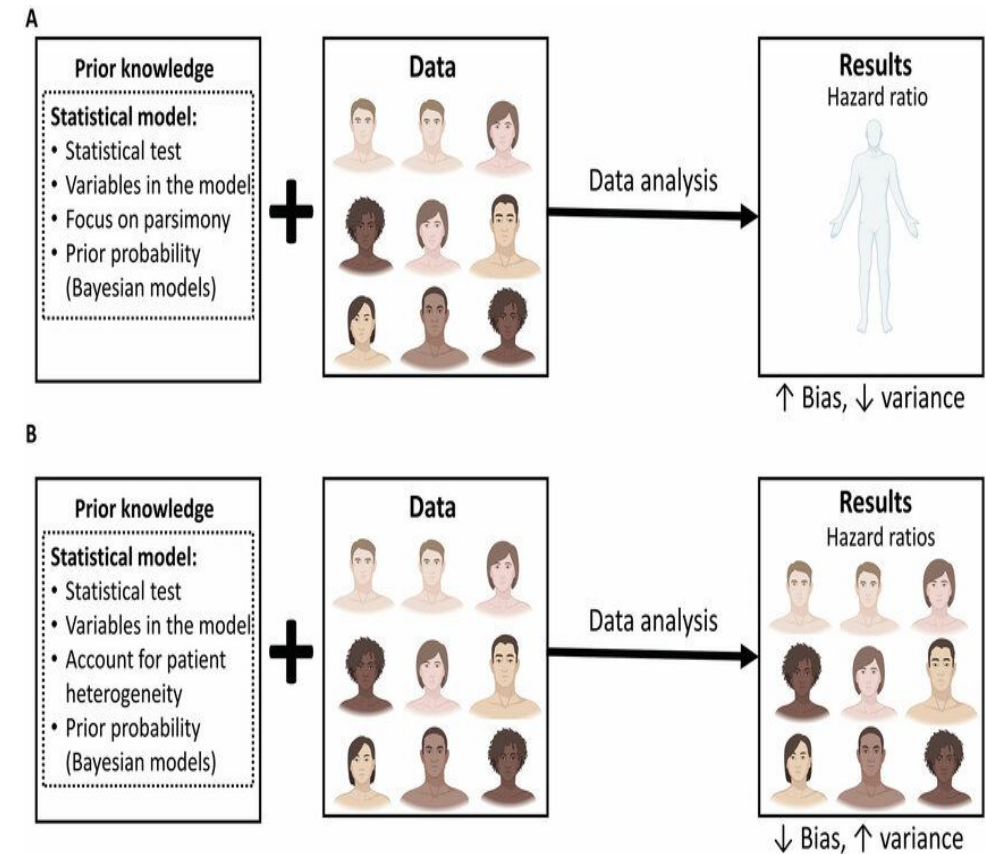 A
Prior knowledge
Statistical model:
• Statistical test
• Variables in the model
• Focus on parsimony
• Prior probability
(Bayesian models)
Data
Data analysis
Results
Hazard ratio
↑ Bias, ↓ variance
B
Prior knowledge
Statistical model:
• Statistical test
• Variables in the model
• Account for patient
heterogeneity
• Prior probability
(Bayesian models)
Data
Data analysis
Results
Hazard ratios
↓ Bias, ↑ variance